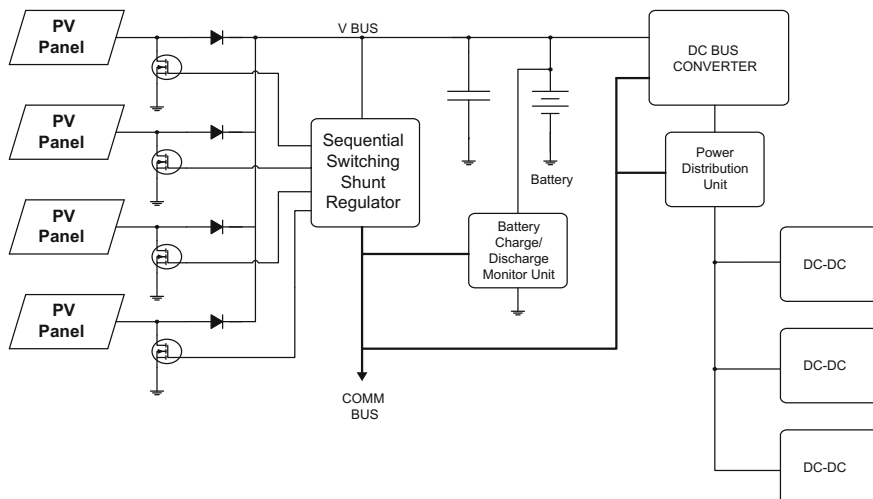 PV
Panel
V BUS
DC BUS
CONVERTER
PV
Panel
Sequential
Switching
Shunt
Regulator
Power
Distribution
Unit
Battery
PV
Panel
Battery
Charge/
Discharge
Monitor Unit
DC-DC
PV
Panel
DC-DC
COMM
BUS
DC-DC